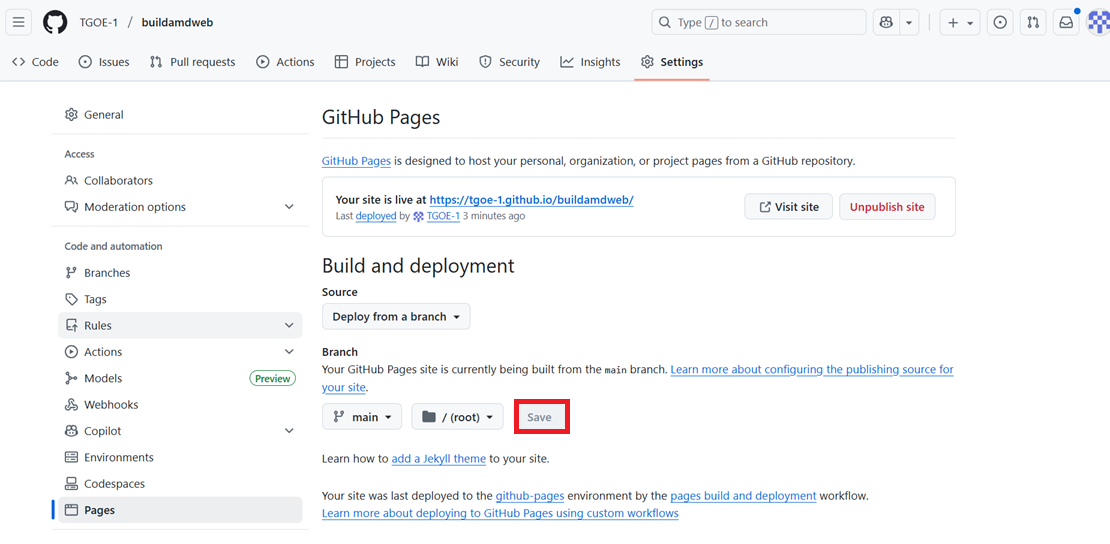 TGOE-1 / buildamdweb
Type / to search
Code
Issues
Pull requests
Actions
Projects
Wiki
Security
Insights
Settings
General
Access
Collaborators
Moderation options
Code and automation
Branches
Tags
Rules
Actions
Models Preview
Webhooks
Copilot
Environments
Codespaces
Pages
GitHub Pages
GitHub Pages is designed to host your personal, organization, or project pages from a GitHub repository.
Your site is live at https://tgoe-1.github.io/buildamdweb/
Last deployed by TGOE-1 3 minutes ago
Visit site
Unpublish site
Build and deployment
Source
Deploy from a branch
Branch
Your GitHub Pages site is currently being built from the main branch. Learn more about configuring the publishing source for
your site.
main
/ (root)
Save
Learn how to add a Jekyll theme to your site.
Your site was last deployed to the github-pages environment by the pages build and deployment workflow.
Learn more about deploying to GitHub Pages using custom workflows